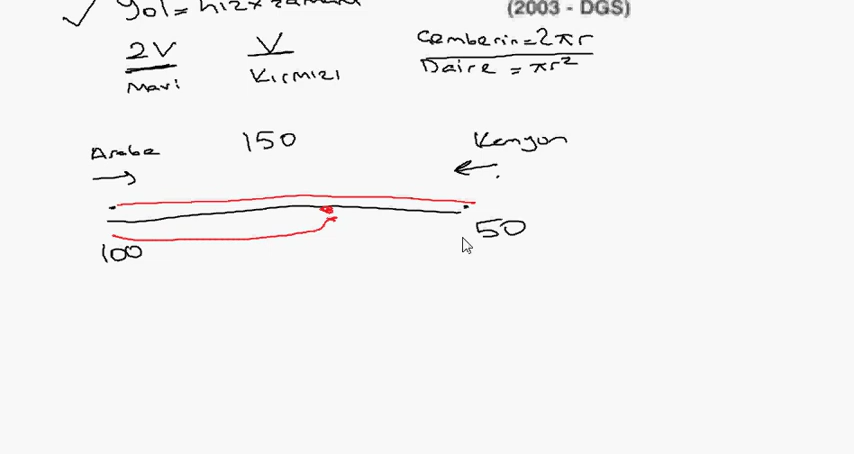 ✓ yol = hız x zaman
(2003 - DGS)
2V
V
Çemberin = 2πr
Mavi
Kırmızı
Daire = πr²
Araba
150
Kamyon
→
←
100
50